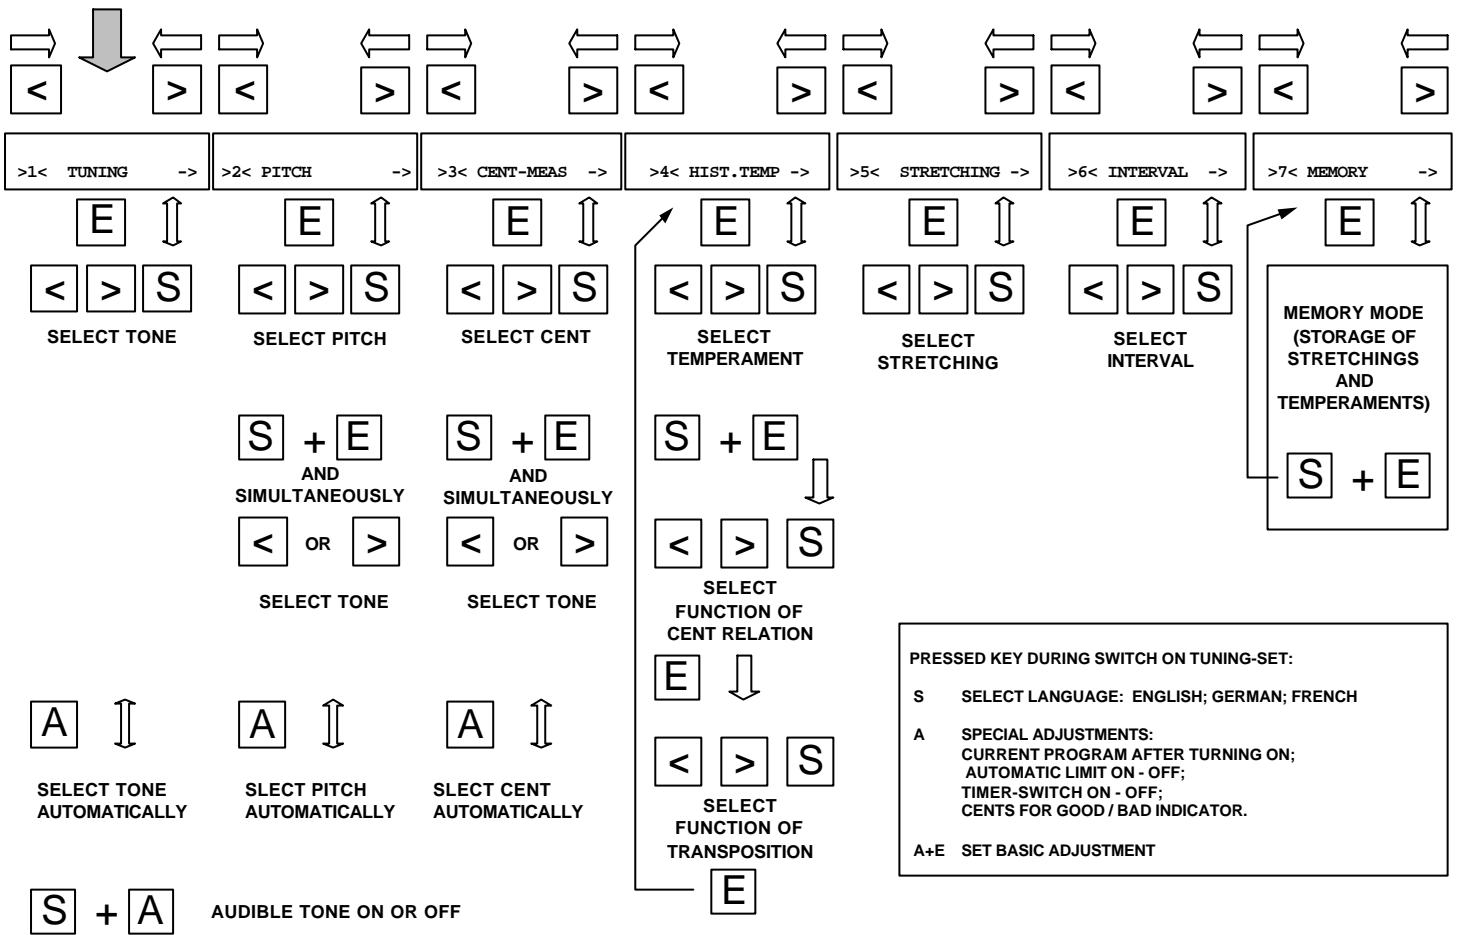 < > < > < > < > < > < > < >
>1< TUNING -> >2< PITCH -> >3< CENT-MEAS -> >4< HIST.TEMP -> >5< STRETCHING -> >6< INTERVAL -> >7< MEMORY ->
E E E E E E E
< > S < > S < > S < > S < > S < > S
SELECT TONE
SELECT PITCH
SELECT CENT
SELECT
TEMPERAMENT
SELECT
STRETCHING
SELECT
INTERVAL
MEMORY MODE
(STORAGE OF
STRETCHINGS
AND
TEMPERAMENTS)
S + E
S + E
AND
SIMULTANEOUSLY
< OR >
SELECT TONE
S + E
AND
SIMULTANEOUSLY
< OR >
SELECT TONE
S + E
< > S
SELECT
FUNCTION OF
CENT RELATION
E
< > S
SELECT
FUNCTION OF
TRANSPOSITION
E
A
SELECT TONE
AUTOMATICALLY
A
SLECT PITCH
AUTOMATICALLY
A
SLECT CENT
AUTOMATICALLY
S + A AUDIBLE TONE ON OR OFF
PRESSED KEY DURING SWITCH ON TUNING-SET:
S SELECT LANGUAGE: ENGLISH; GERMAN; FRENCH
A SPECIAL ADJUSTMENTS:
CURRENT PROGRAM AFTER TURNING ON;
AUTOMATIC LIMIT ON - OFF;
TIMER-SWITCH ON - OFF;
CENTS FOR GOOD / BAD INDICATOR.
A+E SET BASIC ADJUSTMENT